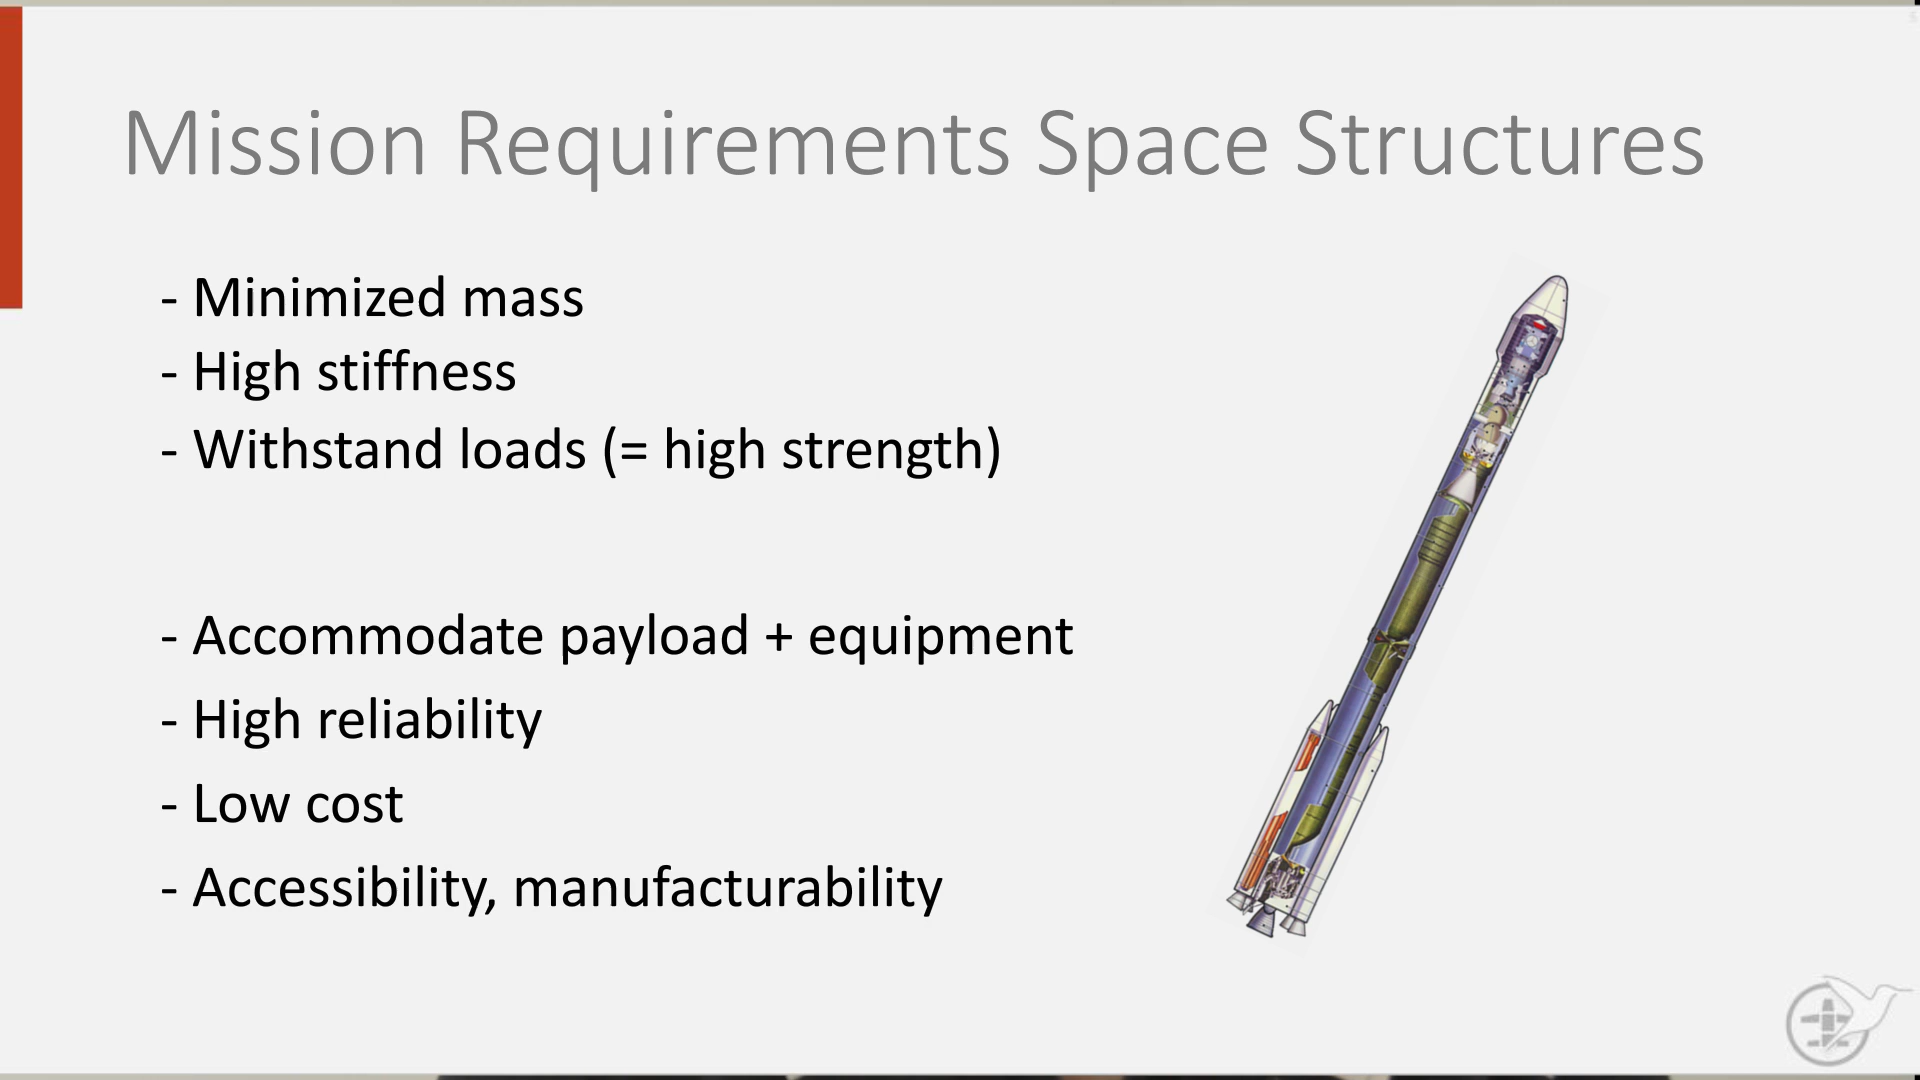 Mission Requirements Space Structures
- Minimized mass
- High stiffness
- Withstand loads (= high strength)
- Accommodate payload + equipment
- High reliability
- Low cost
- Accessibility, manufacturability